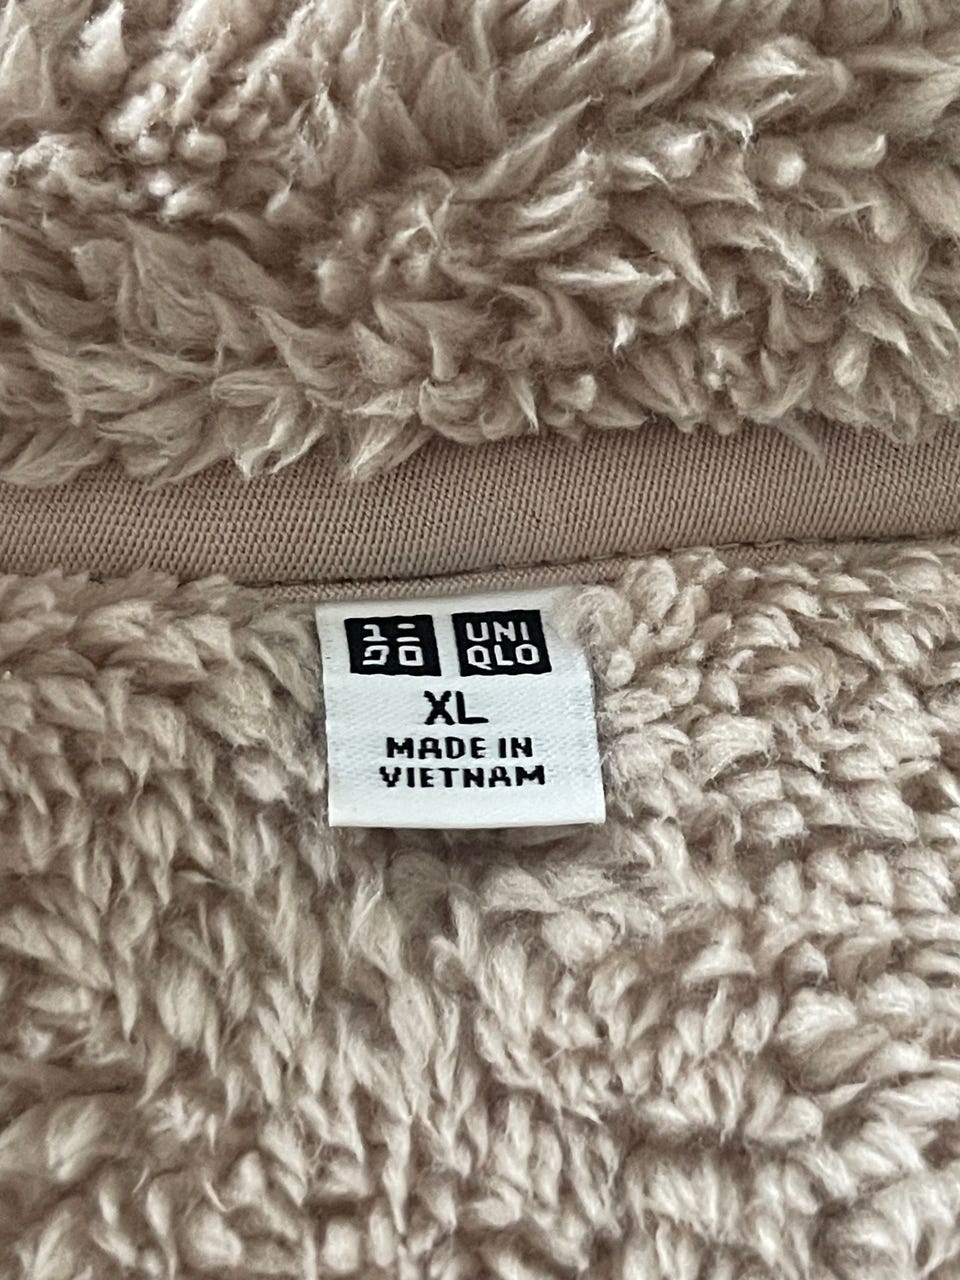 ユニ
クロ
UNI
QLO
XL
MADE IN
VIETNAM